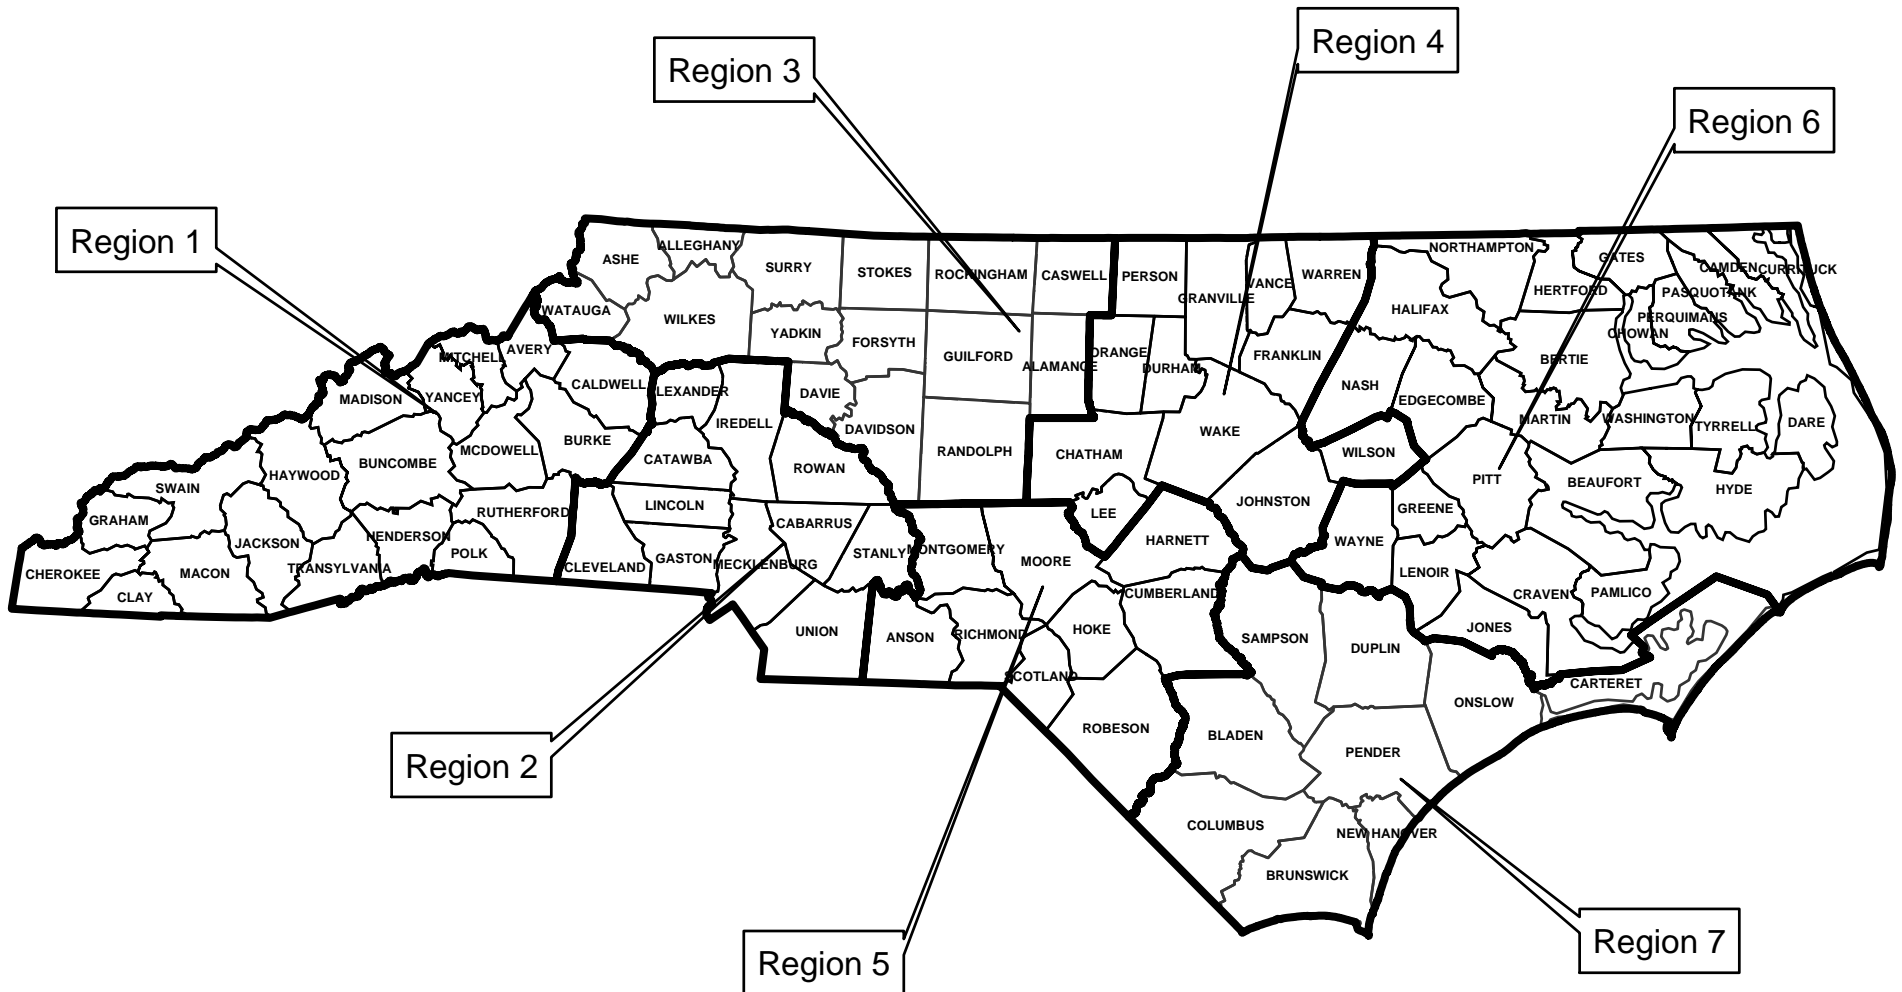 Region 4
Region 3
Region 6
Region 1
NORTHAMPTON
ALLEGHANY
GATES
ASHE
SURRY
STOKES
ROCKINGHAM
CASWELL
PERSON
WARREN
CAMDEN
CURRITUCK
VANCE
HERTFORD
PASQUOTANK
GRANVILLE
WATAUGA
HALIFAX
WILKES
PERQUIMANS
YADKIN
CHOWAN
FORSYTH
AVERY
MITCHELL
GUILFORD
ORANGE
FRANKLIN
BERTIE
ALAMANCE
DURHAM
CALDWELL
NASH
LEXANDER
DAVIE
MADISON
YANCEY
EDGECOMBE
MARTIN
WASHINGTON
IREDELL
DARE
TYRRELL
DAVIDSON
WAKE
BURKE
MCDOWELL
RANDOLPH
CHATHAM
WILSON
CATAWBA
BUNCOMBE
ROWAN
HAYWOOD
PITT
BEAUFORT
SWAIN
HYDE
JOHNSTON
LINCOLN
GREENE
RUTHERFORD
LEE
GRAHAM
CABARRUS
HENDERSON
HARNETT
WAYNE
JACKSON
MONTGOMERY
POLK
STANLY
GASTON
MOORE
MECKLENBURG
CLEVELAND
TRANSYLVANIA
LENOIR
MACON
CHEROKEE
CUMBERLAND
PAMLICO
CRAVEN
CLAY
JONES
HOKE
UNION
RICHMOND
ANSON
SAMPSON
DUPLIN
SCOTLAND
CARTERET
ONSLOW
ROBESON
BLADEN
PENDER
Region 2
COLUMBUS
NEW HANOVER
BRUNSWICK
Region 7
Region 5